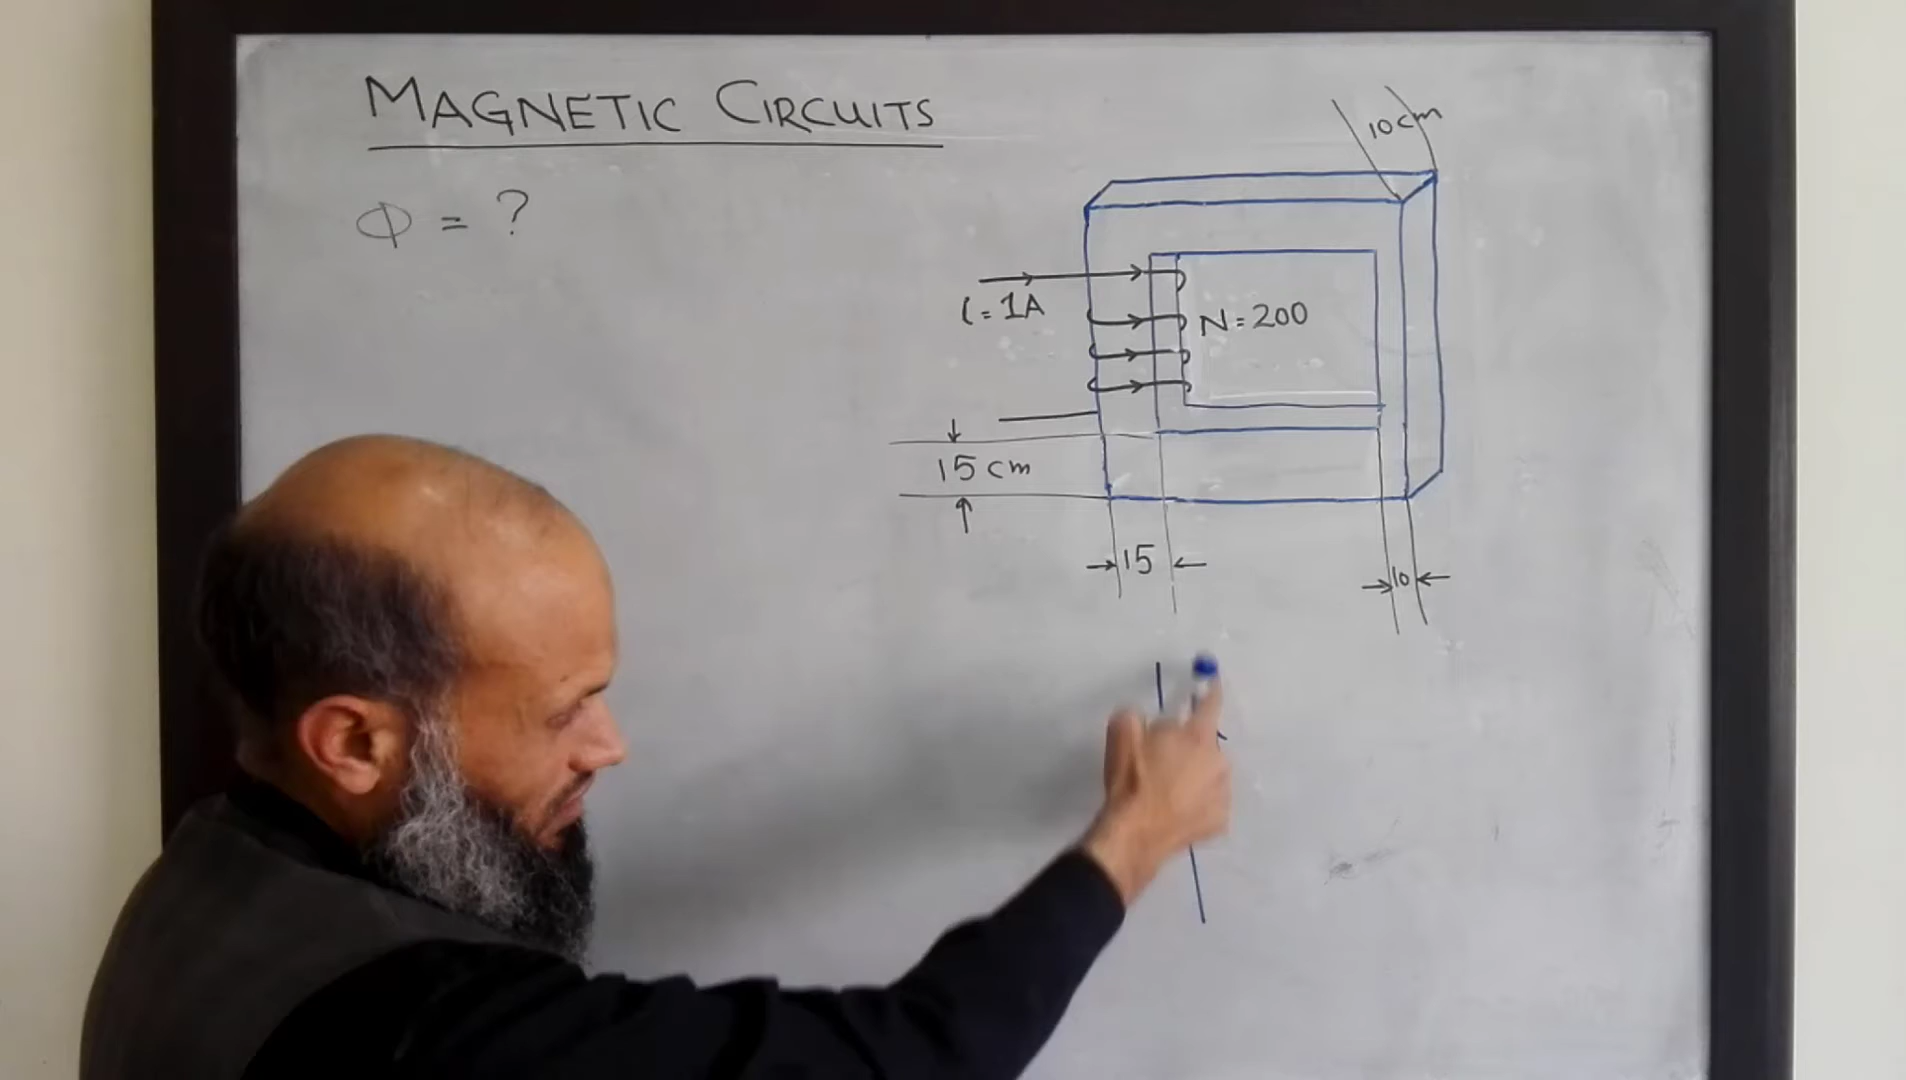 MAGNETIC CIRCUITS
10cm
Φ = ?
i = 1A
N = 200
15 cm
15
10